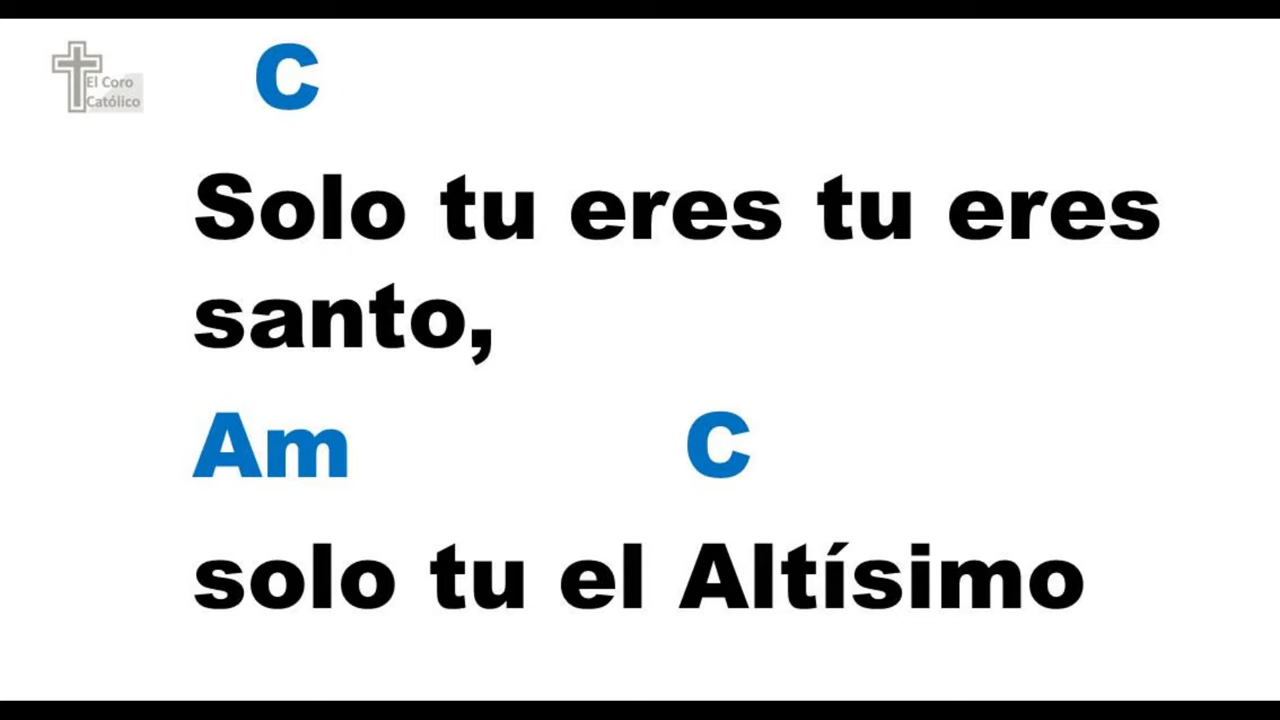 El Coro
Católico
C
Solo tu eres tu eres
santo,
Am C
solo tu el Altísimo